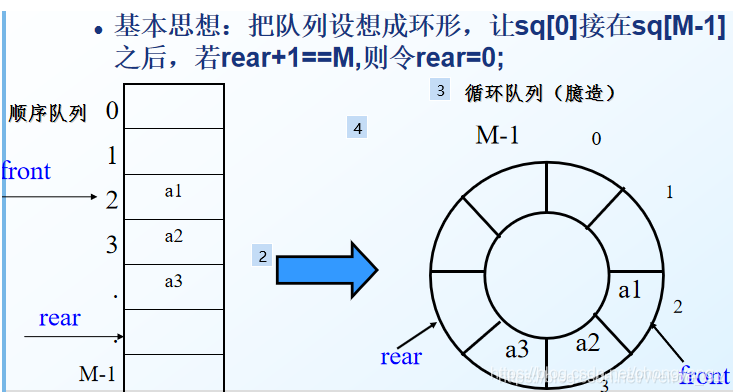 • 基本思想：把队列设想成环形，让sq[0]接在sq[M-1]
之后，若rear+1==M,则令rear=0;
顺序队列
0
1
2
3
.
.
M-1
front
rear
a1
a2
a3
2
3
循环队列（臆造）
4
M-1
0
1
2
3
a1
a2
a3
rear
front